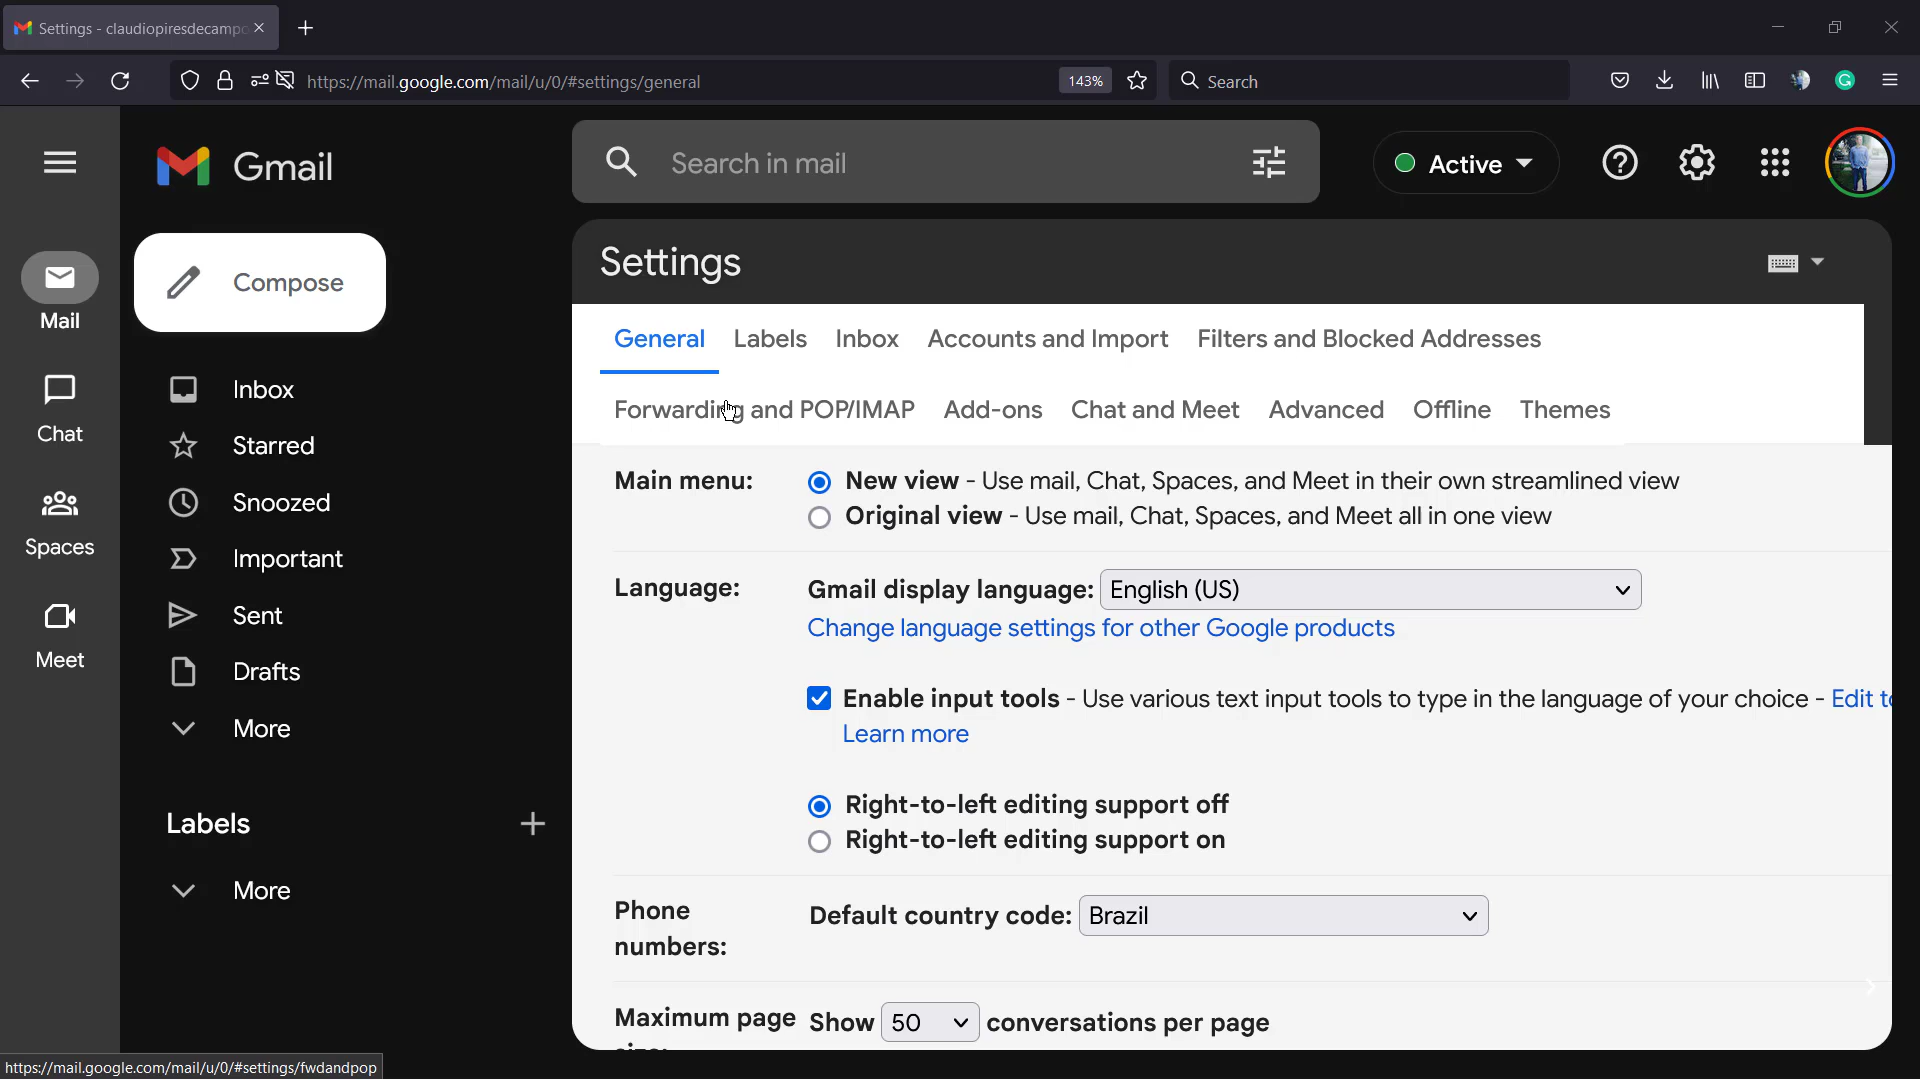 Settings - claudiopiresdecampo
https://mail.google.com/mail/u/0/#settings/general
143%
Search
Gmail
Search in mail
Active
Mail
Chat
Spaces
Meet
Compose
Inbox
Starred
Snoozed
Important
Sent
Drafts
More
Labels
More
Settings
General Labels Inbox Accounts and Import Filters and Blocked Addresses
Forwarding and POP/IMAP Add-ons Chat and Meet Advanced Offline Themes
Main menu: New view - Use mail, Chat, Spaces, and Meet in their own streamlined view
Original view - Use mail, Chat, Spaces, and Meet all in one view
Language: Gmail display language: English (US)
Change language settings for other Google products
Enable input tools - Use various text input tools to type in the language of your choice - Edit to
Learn more
Right-to-left editing support off
Right-to-left editing support on
Phone
numbers:
Default country code: Brazil
Maximum page
Show 50 conversations per page
https://mail.google.com/mail/u/0/#settings/fwdandpop